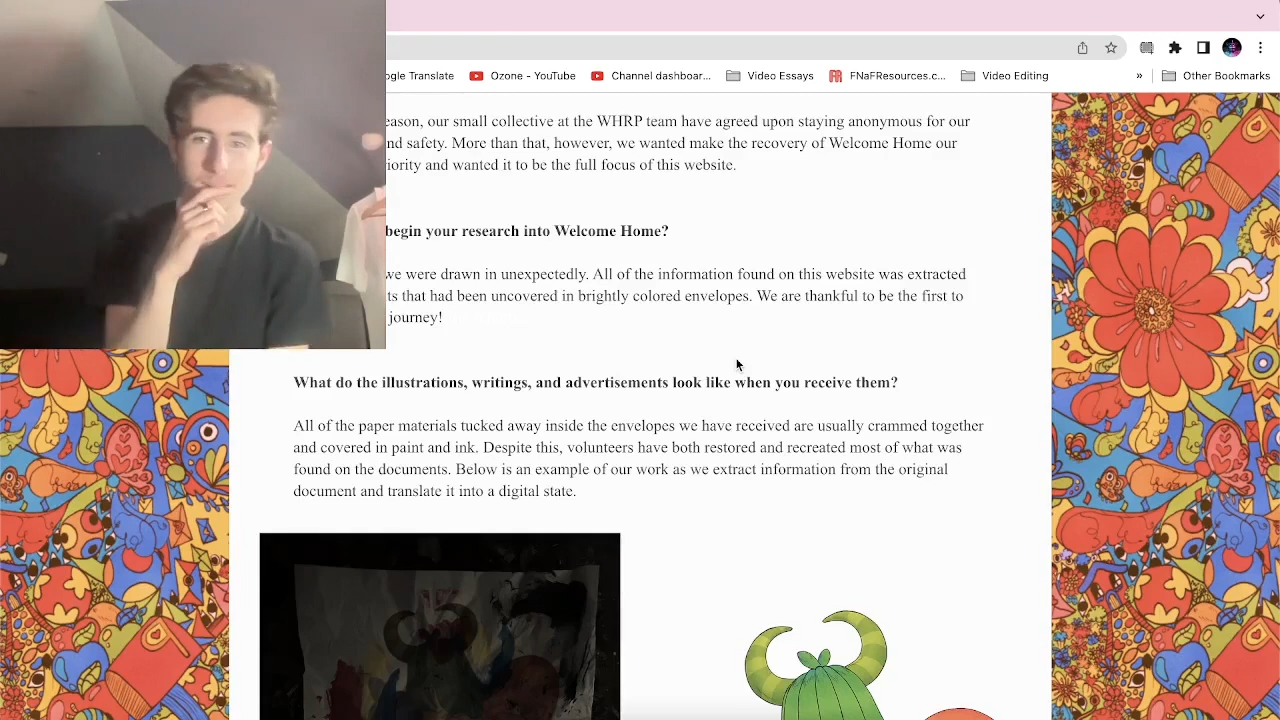 ogle Translate Ozone - YouTube Channel dashboar... Video Essays FNaFResources.c... Video Editing » Other Bookmarks
eason, our small collective at the WHRP team have agreed upon staying anonymous for our
nd safety. More than that, however, we wanted make the recovery of Welcome Home our
iority and wanted it to be the full focus of this website.
begin your research into Welcome Home?
we were drawn in unexpectedly. All of the information found on this website was extracted
ts that had been uncovered in brightly colored envelopes. We are thankful to be the first to
journey!
What do the illustrations, writings, and advertisements look like when you receive them?
All of the paper materials tucked away inside the envelopes we have received are usually crammed together
and covered in paint and ink. Despite this, volunteers have both restored and recreated most of what was
found on the documents. Below is an example of our work as we extract information from the original
document and translate it into a digital state.